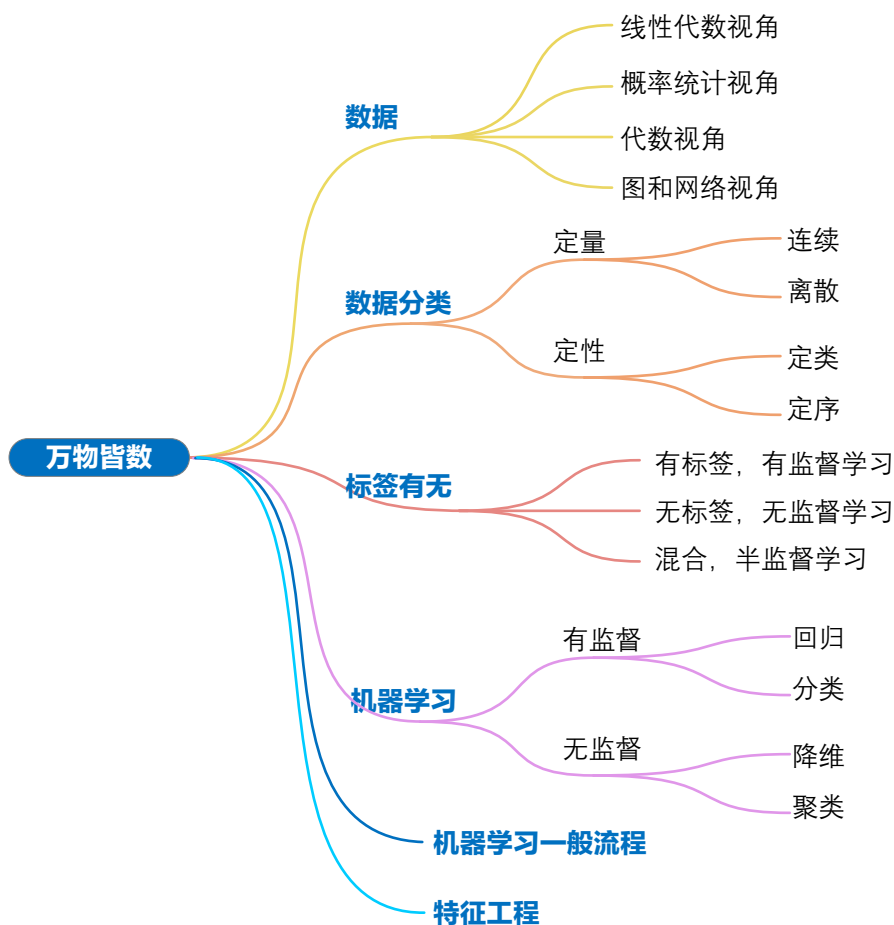 线性代数视角
概率统计视角
数据
代数视角
图和网络视角
定量
连续
离散
数据分类
定性
定类
定序
万物皆数
标签有无
有标签，有监督学习
无标签，无监督学习
混合，半监督学习
有监督
回归
分类
机器学习
无监督
降维
聚类
机器学习一般流程
特征工程